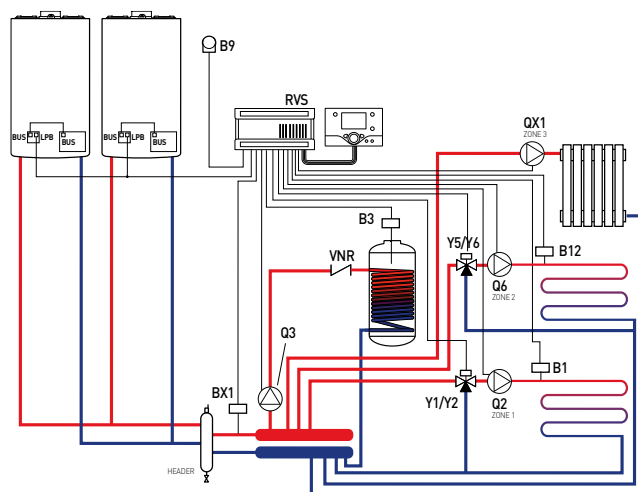 B9
RVS
QX1
ZONE 3
BUS
LPB
BUS
BUS
LPB
BUS
B3
VNR
Y5/Y6
B12
Q6
ZONE 2
Q3
BX1
B1
Y1/Y2
Q2
ZONE 1
HEADER